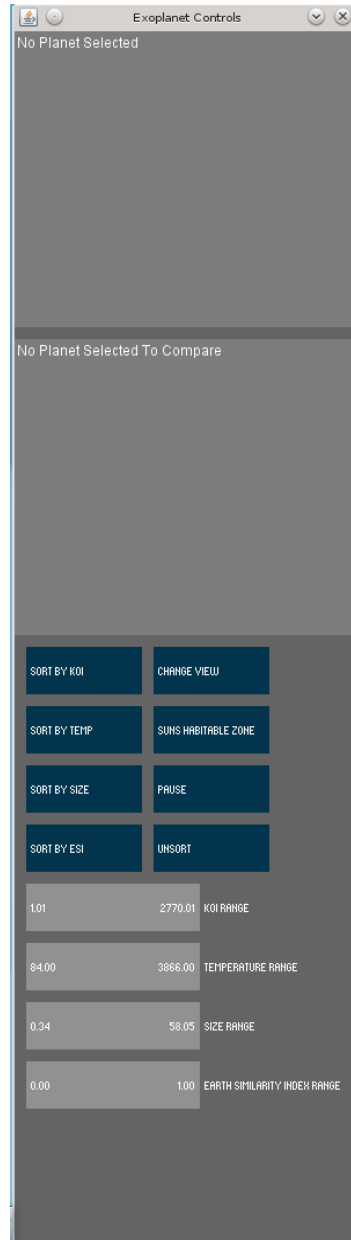 Exoplanet Controls
No Planet Selected
No Planet Selected To Compare
SORT BY KOI
CHANGE VIEW
SORT BY TEMP
SUNS HABITABLE ZONE
SORT BY SIZE
PAUSE
SORT BY ESI
UNSORT
1.01 2770.01 KOI RANGE
84.00 3866.00 TEMPERATURE RANGE
0.34 58.05 SIZE RANGE
0.00 1.00 EARTH SIMILARITY INDEX RANGE